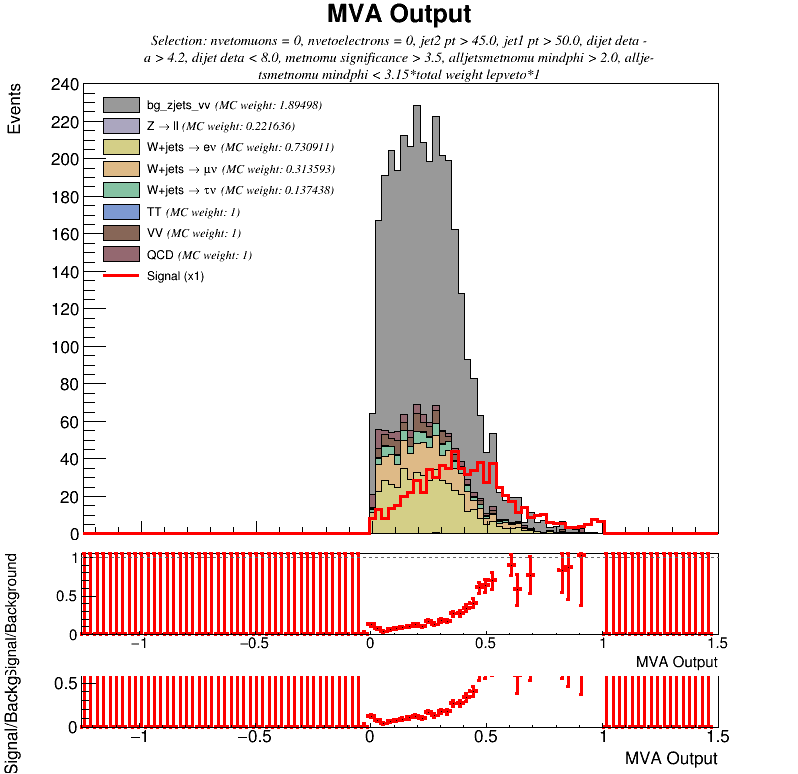 MVA Output
Selection: nvetomuons = 0, nvetoelectrons = 0, jet2 pt > 45.0, jet1 pt > 50.0, dijet deta -
a > 4.2, dijet deta < 8.0, metnomu significance > 3.5, alljetsmetnomu mindphi > 2.0, allje-
tsmetnomu mindphi < 3.15*total weight lepveto*1
Events
240
220
200
180
160
140
120
100
80
60
40
20
0
bg_zjets_vv (MC weight: 1.89498)
Z → ll (MC weight: 0.221636)
W+jets → eν (MC weight: 0.730911)
W+jets → μν (MC weight: 0.313593)
W+jets → τν (MC weight: 0.137438)
TT (MC weight: 1)
VV (MC weight: 1)
QCD (MC weight: 1)
Signal (x1)
Signal/Background
1
0.5
0
−1 −0.5 0 0.5 1 1.5
MVA Output
Signal/Backg
0.5
0
−1 −0.5 0 0.5 1 1.5
MVA Output